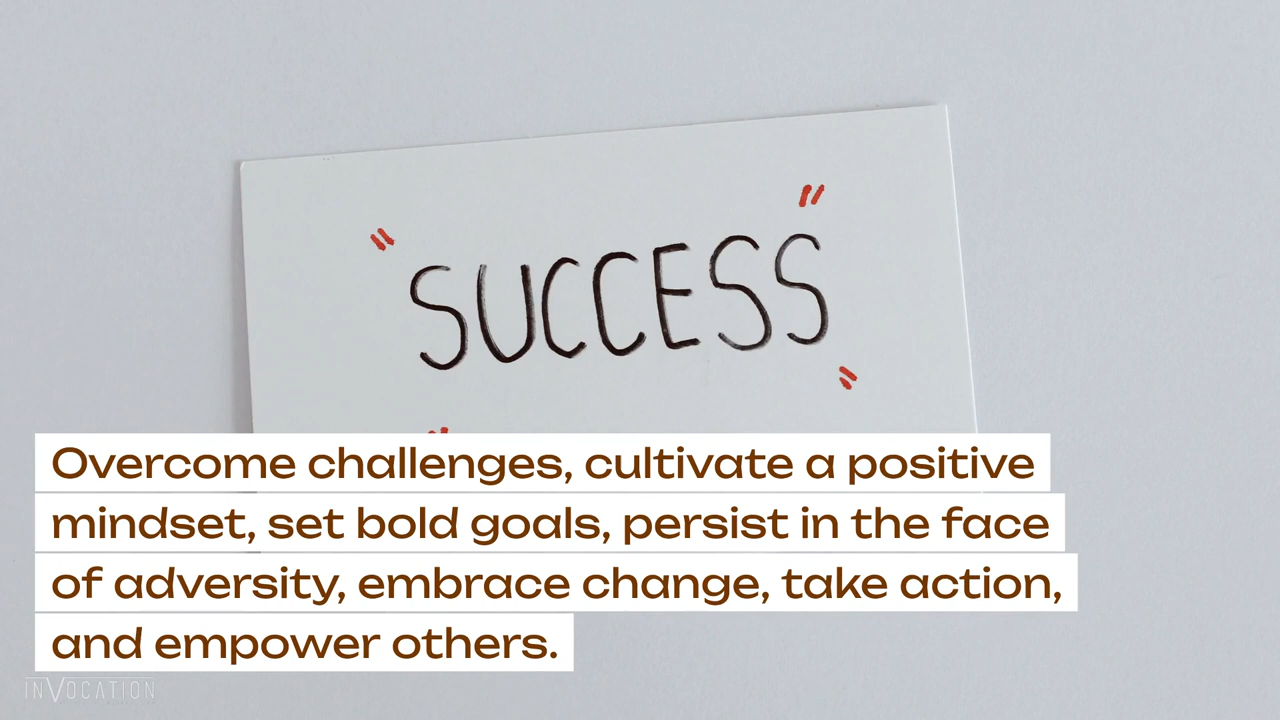 "SUCCESS"
Overcome challenges, cultivate a positive
mindset, set bold goals, persist in the face
of adversity, embrace change, take action,
and empower others.
INVOCATION